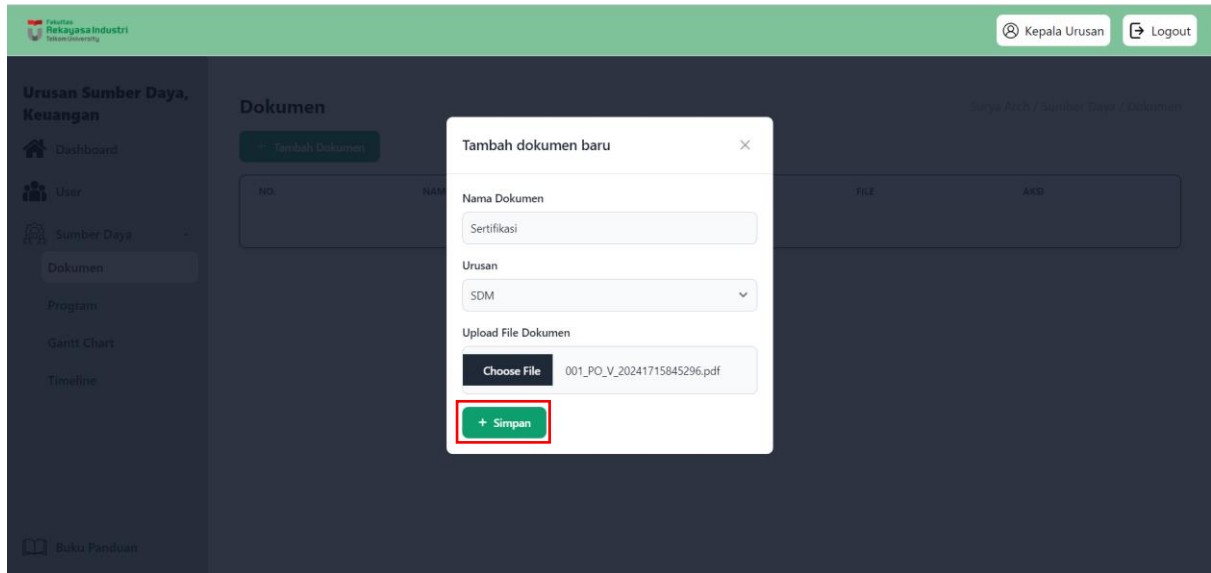 Fakultas
Rekayasa Industri
Telkom University
Kepala Urusan
Logout
Urusan Sumber Daya,
Keuangan
Dashboard
User
Sumber Daya
Dokumen
Program
Gantt Chart
Timeline
Buku Panduan
Dokumen
Surya Asch / Sumber Daya / Dokumen
+ Tambah Dokumen
NO. NAM FILE AKSI
Tambah dokumen baru
Nama Dokumen
Sertifikasi
Urusan
SDM
Upload File Dokumen
Choose File 001_PO_V_20241715845296.pdf
+ Simpan